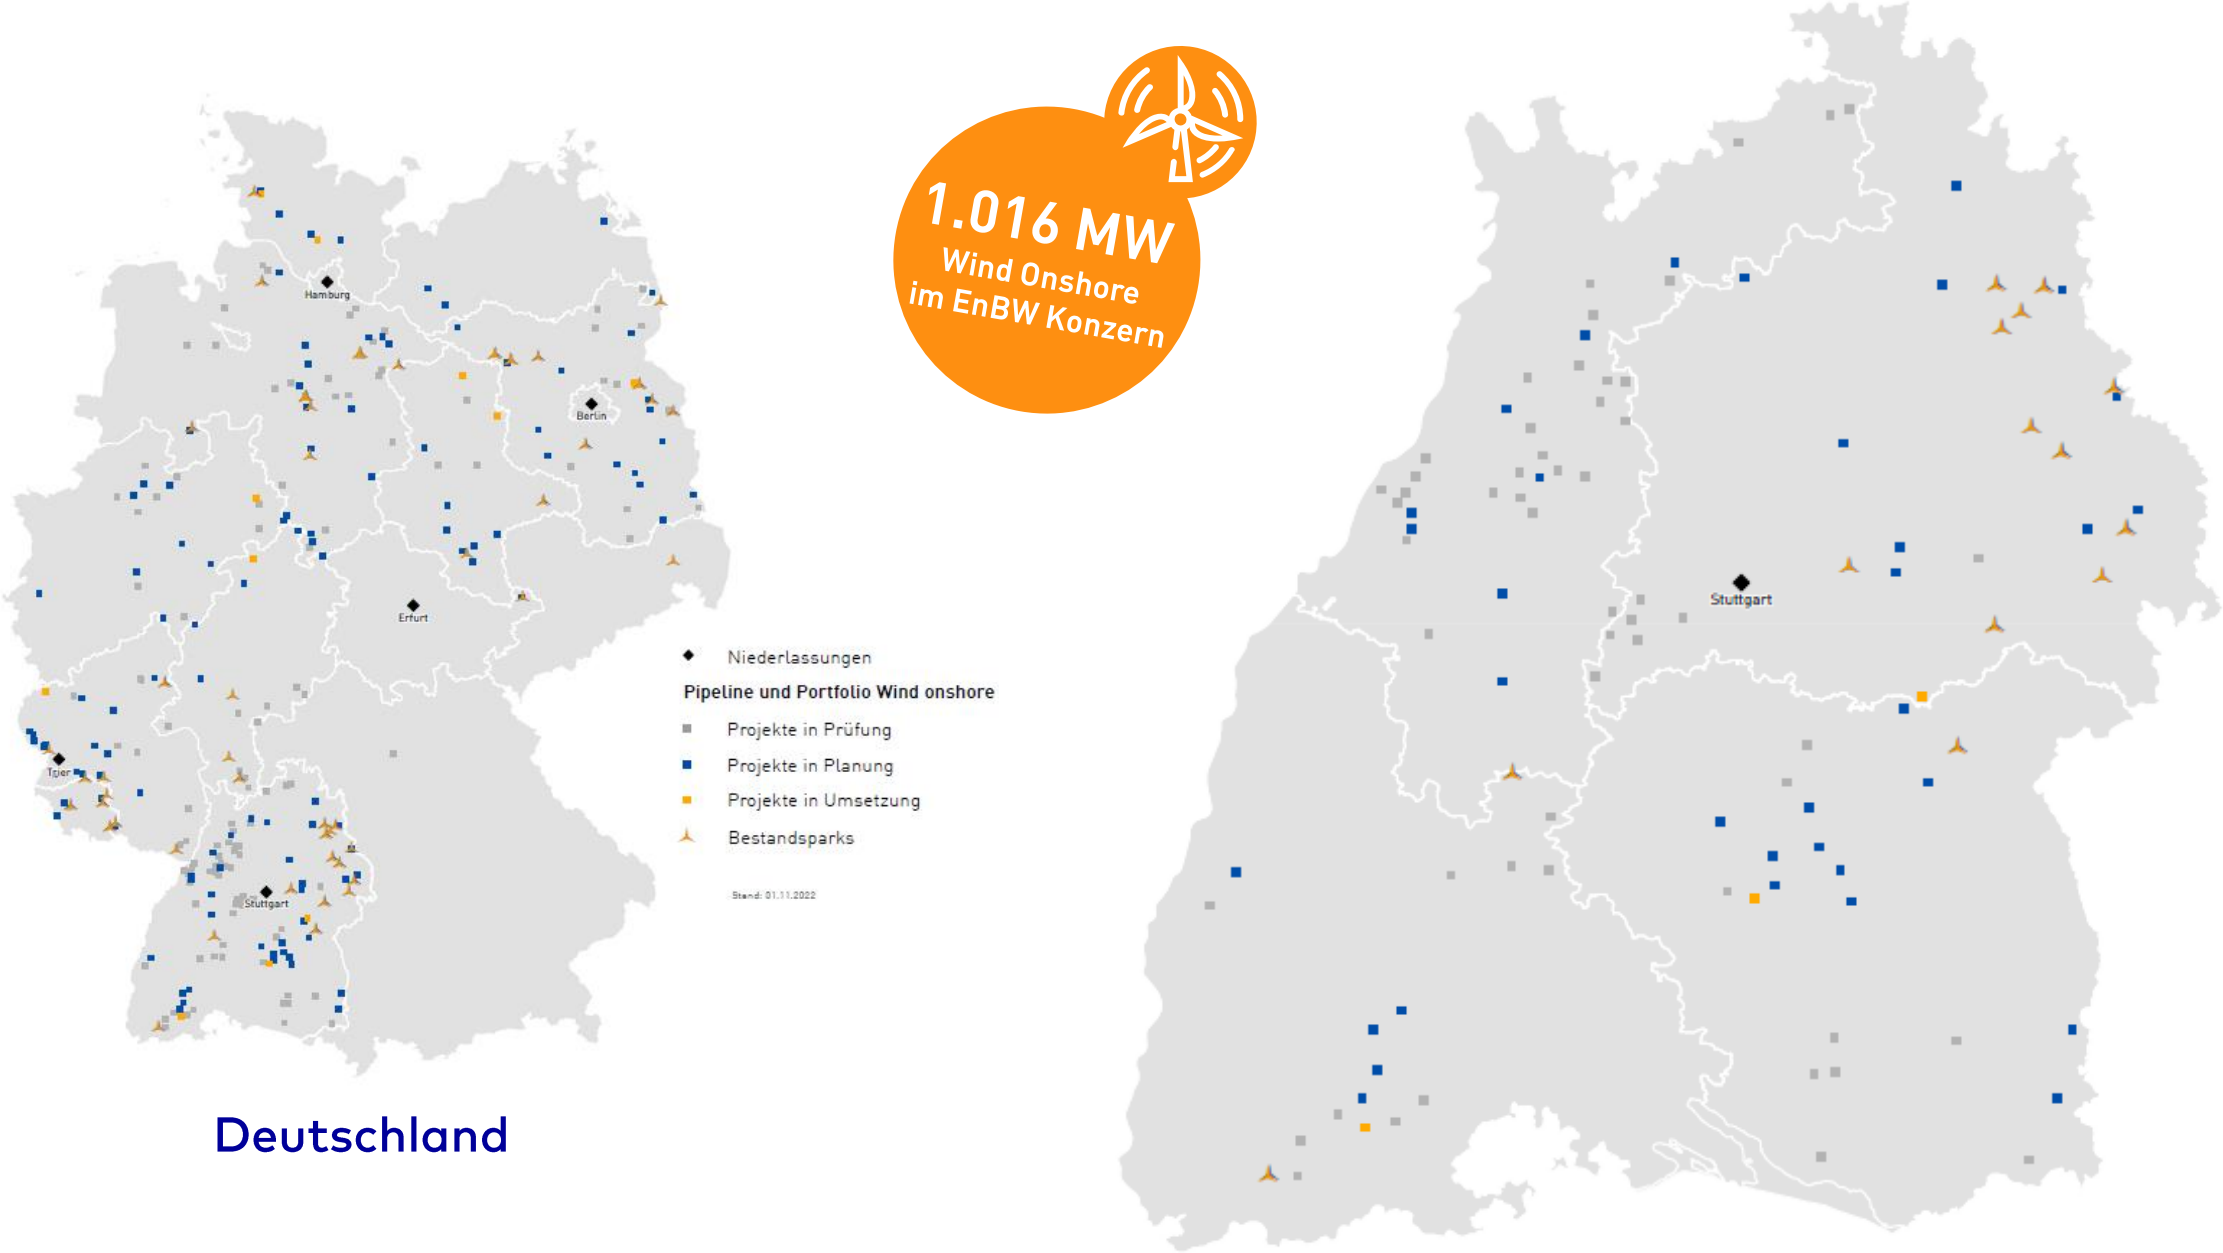 1.016 MW
Wind Onshore
im EnBW Konzern
Hamburg
Berlin
Erfurt
Trier
Stuttgart
Niederlassungen
Pipeline und Portfolio Wind onshore
Projekte in Prüfung
Projekte in Planung
Projekte in Umsetzung
Bestandsparks
Stand: 01.11.2022
Deutschland
Stuttgart